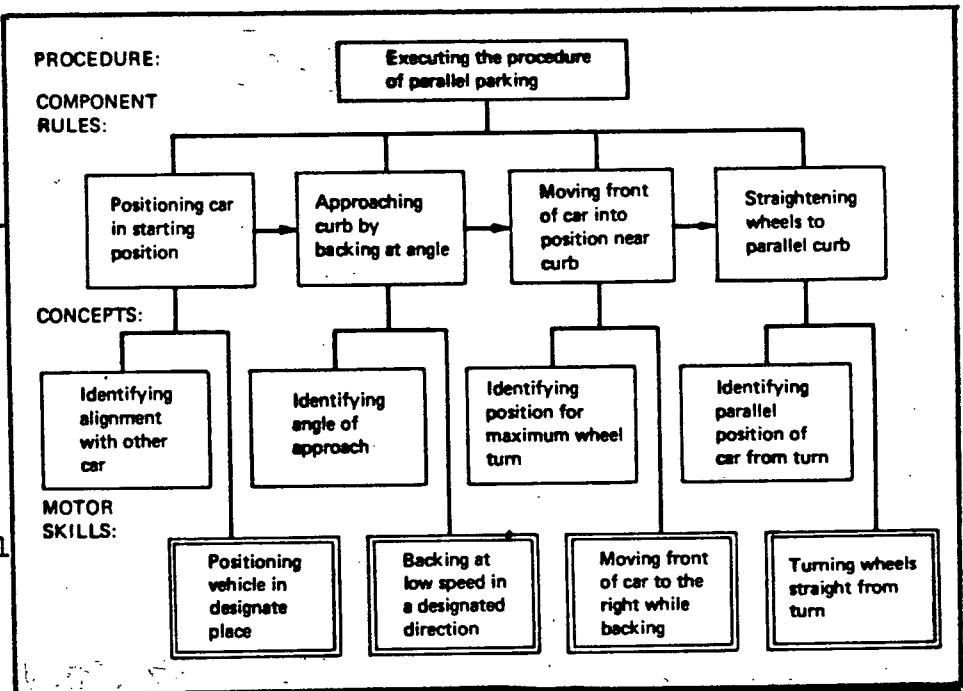 PROCEDURE:
Executing the procedure
of parallel parking
COMPONENT
RULES:
Positioning car
in starting
position
Approaching
curb by
backing at angle
Moving front
of car into
position near
curb
Straightening
wheels to
parallel curb
CONCEPTS:
Identifying
alignment
with other
car
Identifying
angle of
approach
Identifying
position for
maximum wheel
turn
Identifying
parallel
position of
car from turn
MOTOR
SKILLS:
1
Positioning
vehicle in
designate
place
Backing at
low speed in
a designated
direction
Moving front
of car to the
right while
backing
Turning wheels
straight from
turn